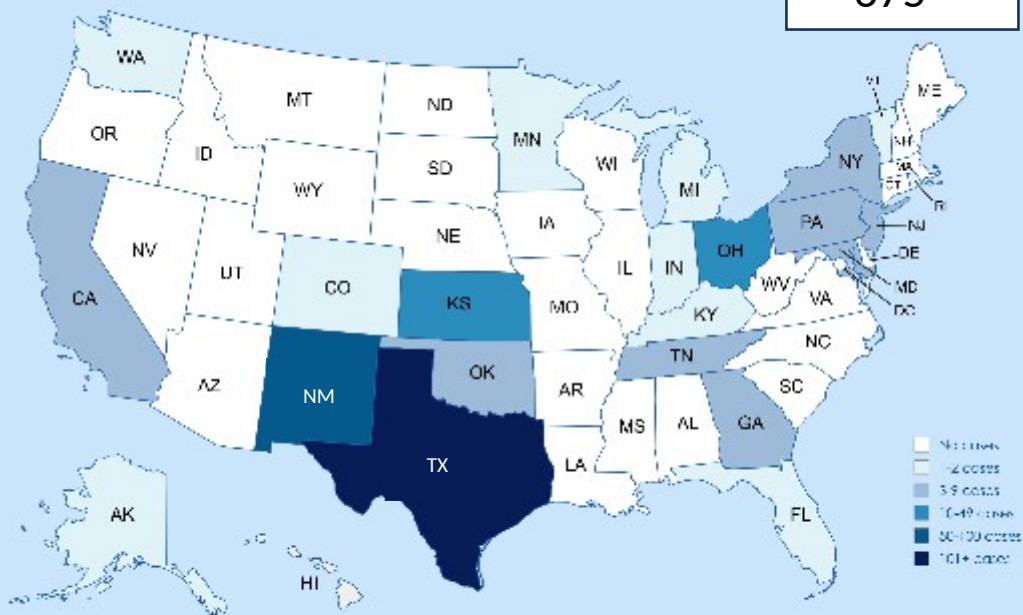 WA
MT
ND
MN
VT
ME
OR
ID
SD
WI
MI
NY
NH
MA
CT
RI
WY
NE
IA
PA
NJ
NV
UT
CO
KS
MO
IL
IN
OH
DE
MD
DC
WV
VA
KY
CA
AZ
NM
OK
AR
TN
NC
SC
TX
LA
MS
AL
GA
FL
AK
HI
No cases
1-2 cases
3-9 cases
10-49 cases
50-100 cases
101+ cases